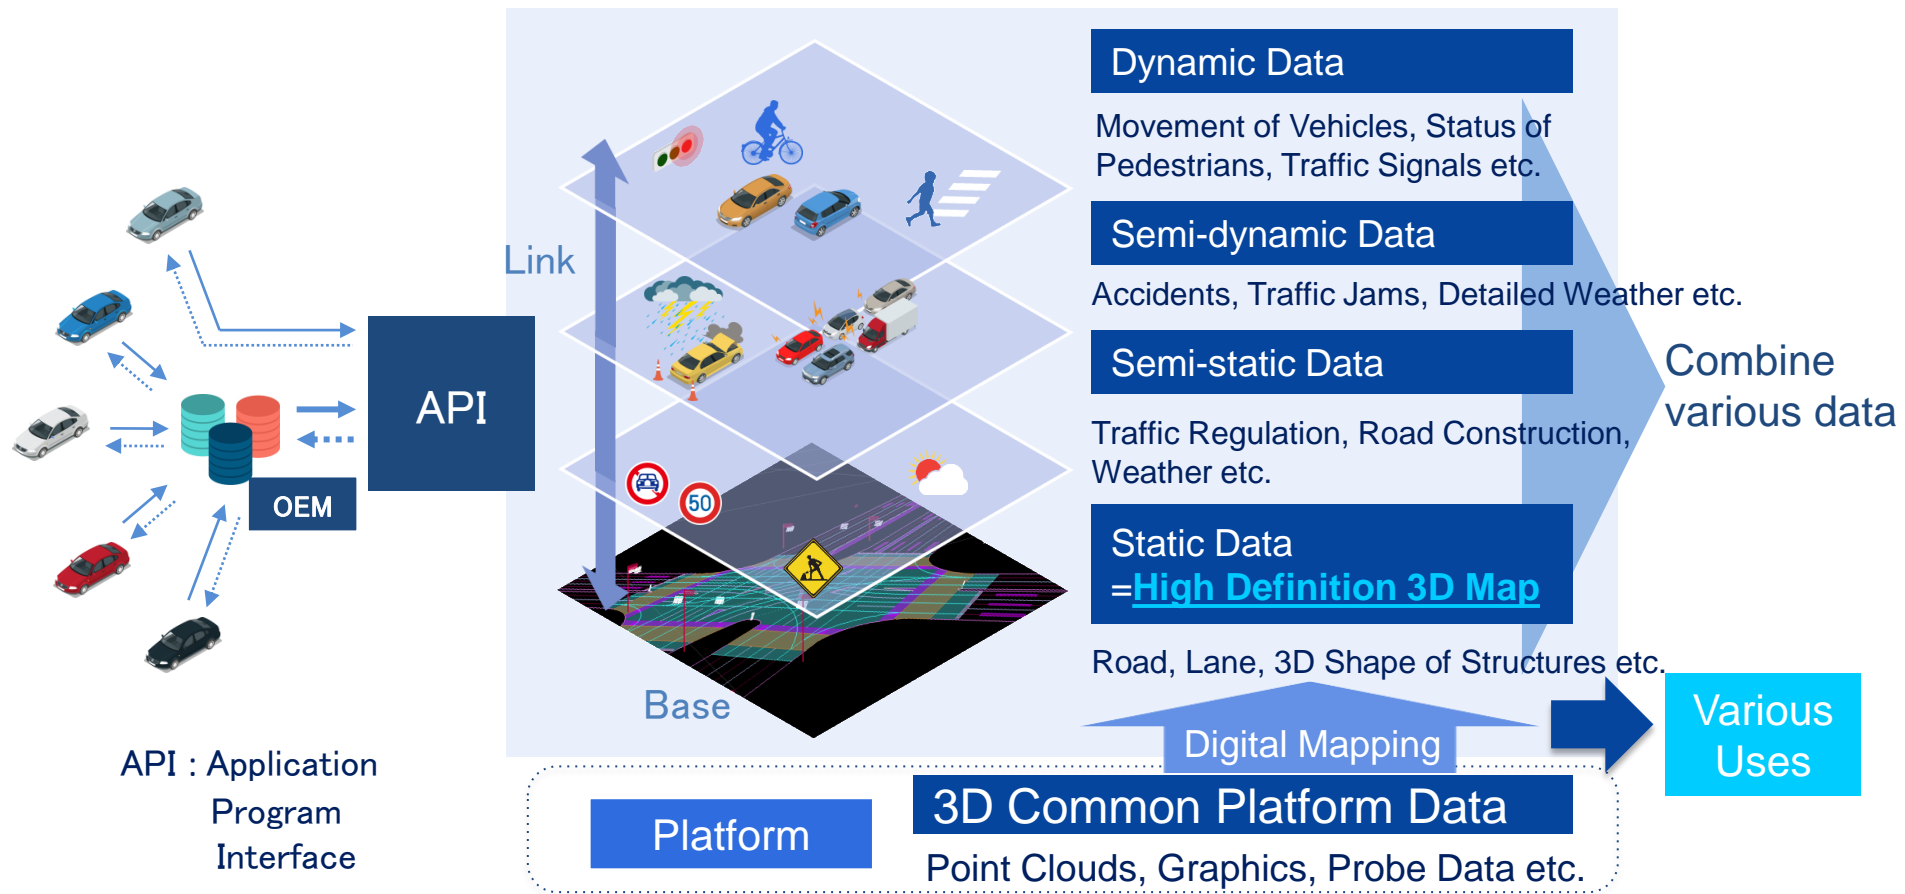 Dynamic Data
Movement of Vehicles, Status of
Pedestrians, Traffic Signals etc.
Semi-dynamic Data
Link
Accidents, Traffic Jams, Detailed Weather etc.
Semi-static Data
Combine
various data
API
Traffic Regulation, Road Construction,
Weather etc.
50
OEM
Static Data
=High Definition 3D Map
Road, Lane, 3D Shape of Structures etc.
Base
Various
Uses
Digital Mapping
API : Application
Program
Interface
Platform
3D Common Platform Data
Point Clouds, Graphics, Probe Data etc.